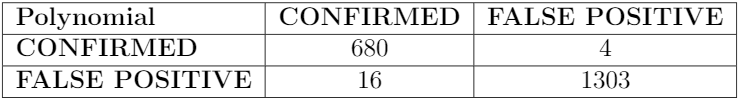 Polynomial CONFIRMED FALSE POSITIVE
CONFIRMED 680 4
FALSE POSITIVE 16 1303